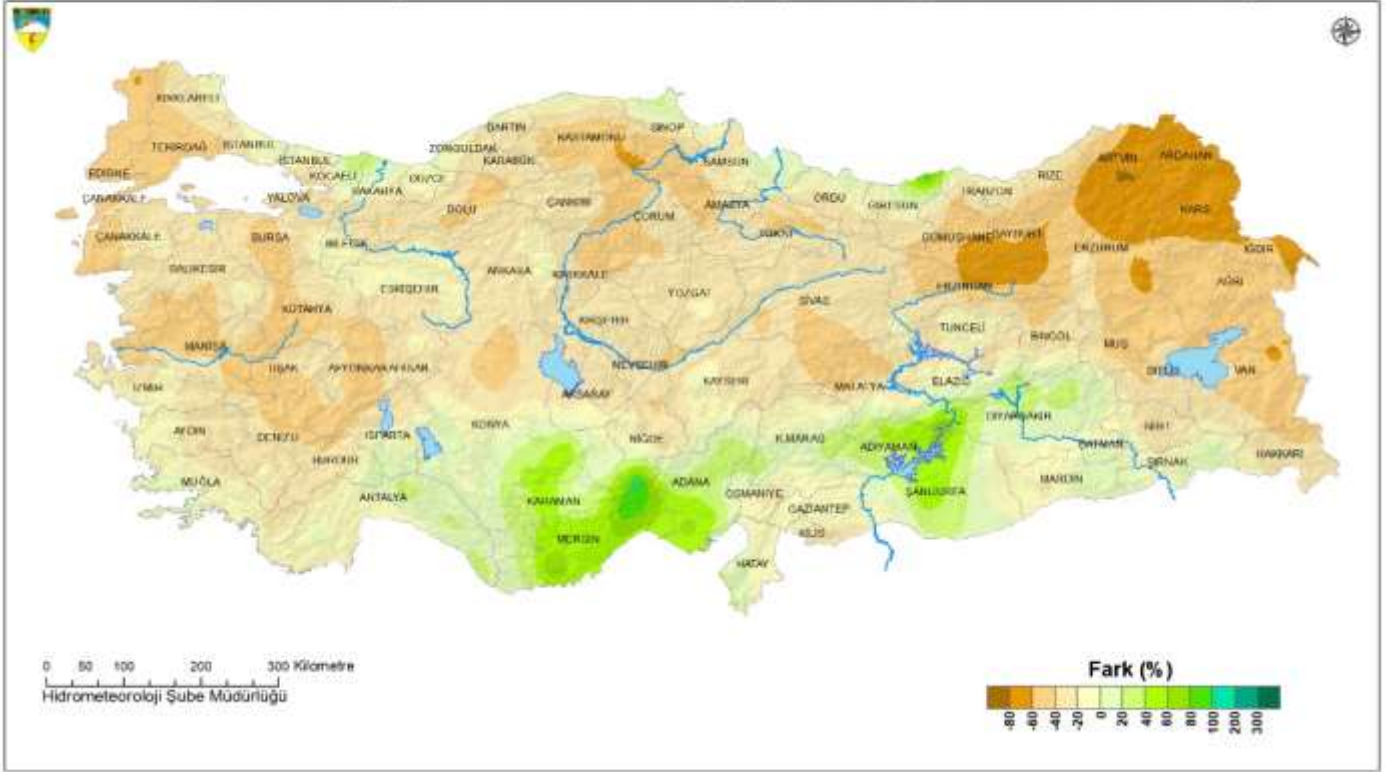 KIRKLARELİ
TEKİRDAĞ
İSTANBUL
EDİRNE
ÇANAKKALE
İSTANBUL
KOCAELİ
YALOVA
SAKARYA
DÜZCE
ZONGULDAK
BARTIN
KARABÜK
KASTAMONU
SİNOP
SAMSUN
ÇANKIRI
BOLU
ÇORUM
AMASYA
TOKAT
ORDU
GİRESUN
TRABZON
RİZE
ARTVİN
ARDAHAN
KARS
IĞDIR
GÜMÜŞHANE
BAYBURT
ERZURUM
AĞRI
ÇANAKKALE
BURSA
BİLECİK
BALIKESİR
KÜTAHYA
ESKİŞEHİR
ANKARA
KIRIKKALE
YOZGAT
SİVAS
ERZİNCAN
TUNCELİ
BİNGÖL
MUŞ
BİTLİS
VAN
MANİSA
UŞAK
AFYONKARAHİSAR
KIRŞEHİR
NEVŞEHİR
AKSARAY
KAYSERİ
MALATYA
ELAZIĞ
DİYARBAKIR
İZMİR
AYDIN
DENİZLİ
ISPARTA
BURDUR
KONYA
NİĞDE
K.MARAŞ
ADIYAMAN
BATMAN
SİİRT
ŞIRNAK
HAKKARİ
MUĞLA
ANTALYA
KARAMAN
ADANA
OSMANİYE
GAZİANTEP
ŞANLIURFA
MARDİN
MERSİN
KİLİS
HATAY
0 50 100 200 300 Kilometre
Hidrometeoroloji Şube Müdürlüğü
Fark (%)
-80 -60 -40 -20 0 20 40 60 80 100 200 300